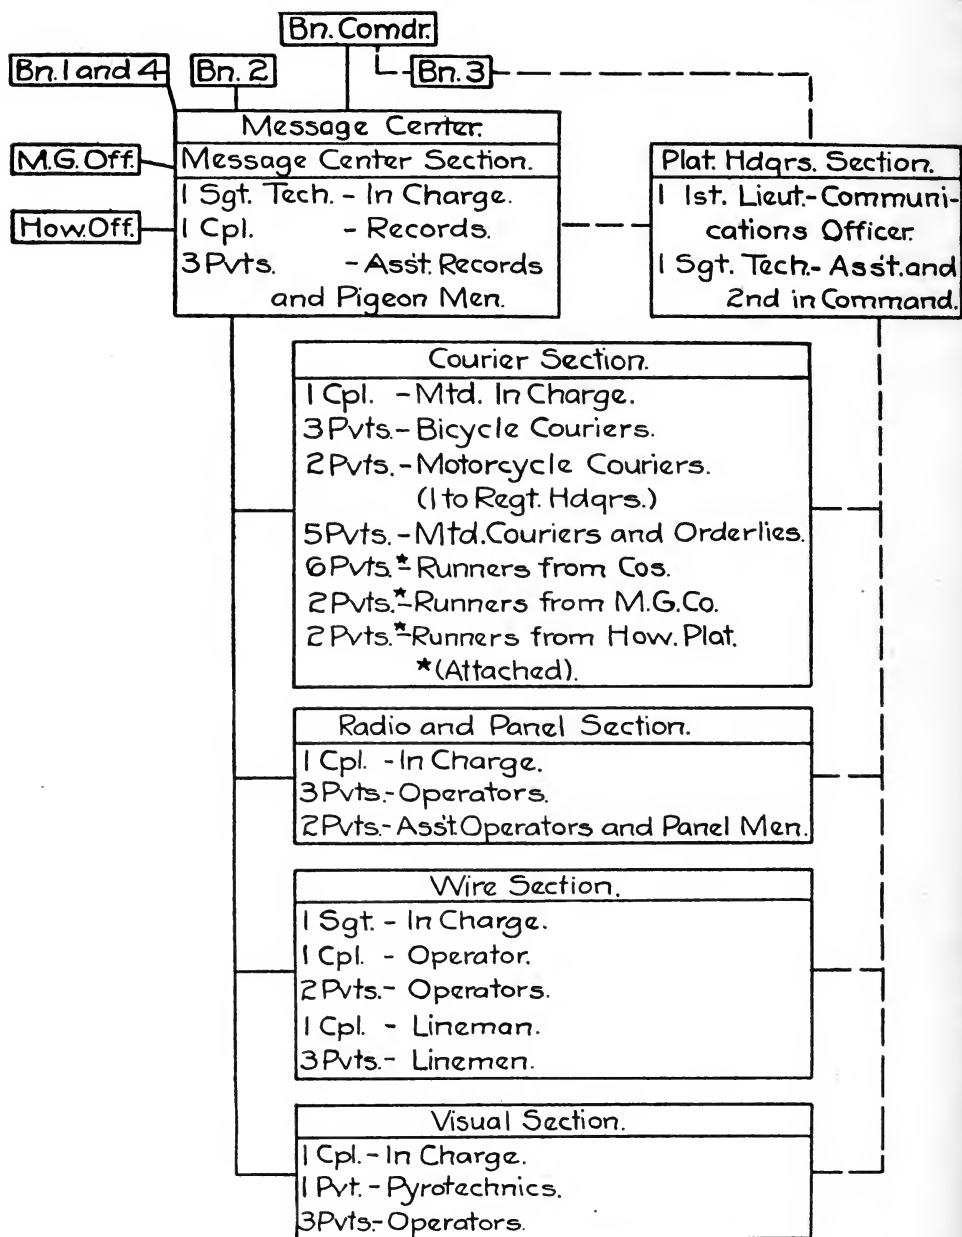 Bn. Comdr.
Bn. 1 and 4
Bn. 2
Bn. 3
M.G. Off.
How. Off.
Message Center.
Message Center Section.
1 Sgt. Tech. - In Charge.
1 Cpl. - Records.
3 Pvts. - Asst. Records
and Pigeon Men.
Plat. Hdqrs. Section.
1 1st. Lieut. - Communi-
cations Officer.
1 Sgt. Tech. - Ass't. and
2nd in Command.
Courier Section.
1 Cpl. - Mtd. In Charge.
3 Pvts. - Bicycle Couriers.
2 Pvts. - Motorcycle Couriers.
(1 to Regt. Hdqrs.)
5 Pvts. - Mtd. Couriers and Orderlies.
6 Pvts.* - Runners from Cos.
2 Pvts.* - Runners from M.G. Co.
2 Pvts.* - Runners from How. Plat.
*(Attached).
Radio and Panel Section.
1 Cpl. - In Charge.
3 Pvts. - Operators.
2 Pvts. - Ass't. Operators and Panel Men.
Wire Section.
1 Sgt. - In Charge.
1 Cpl. - Operator.
2 Pvts. - Operators.
1 Cpl. - Lineman.
3 Pvts. - Linemen.
Visual Section.
1 Cpl. - In Charge.
1 Pvt. - Pyrotechnics.
3 Pvts. - Operators.